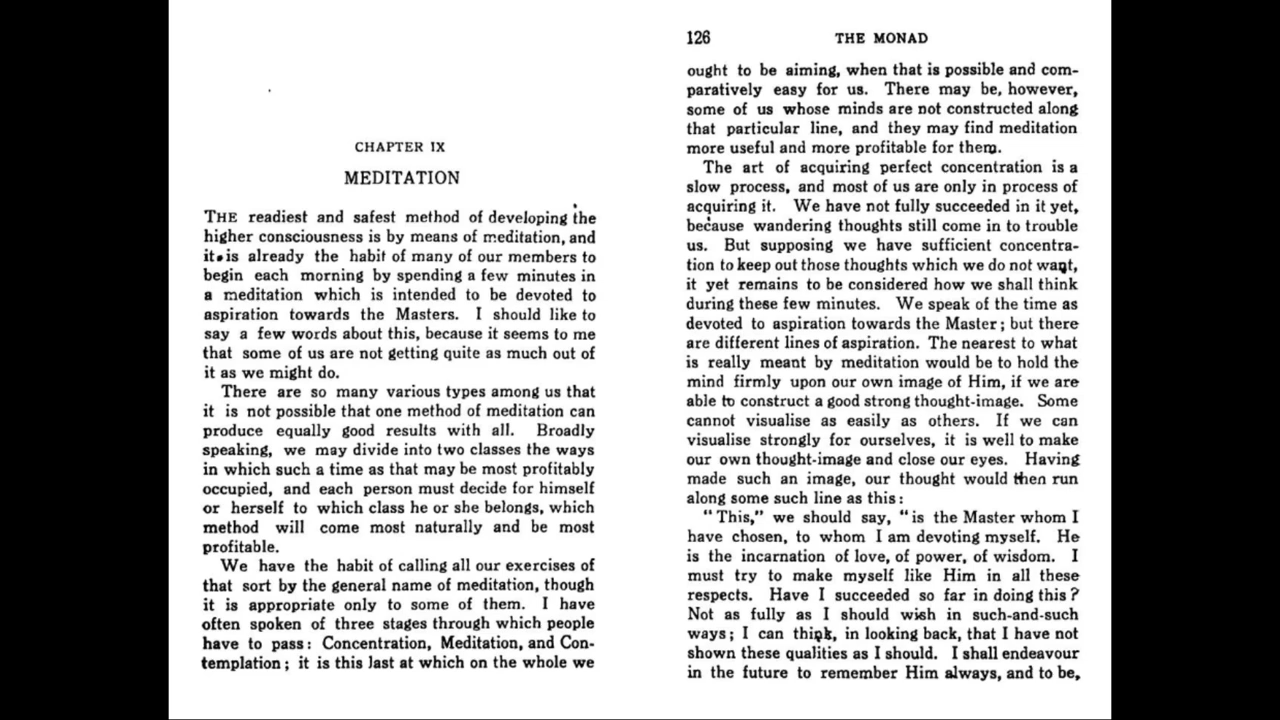 CHAPTER IX
MEDITATION
THE readiest and safest method of developing the
higher consciousness is by means of meditation, and
it is already the habit of many of our members to
begin each morning by spending a few minutes in
a meditation which is intended to be devoted to
aspiration towards the Masters. I should like to
say a few words about this, because it seems to me
that some of us are not getting quite as much out of
it as we might do.
There are so many various types among us that
it is not possible that one method of meditation can
produce equally good results with all. Broadly
speaking, we may divide into two classes the ways
in which such a time as that may be most profitably
occupied, and each person must decide for himself
or herself to which class he or she belongs, which
method will come most naturally and be most
profitable.
We have the habit of calling all our exercises of
that sort by the general name of meditation, though
it is appropriate only to some of them. I have
often spoken of three stages through which people
have to pass: Concentration, Meditation, and Con-
templation; it is this last at which on the whole we
126 THE MONAD
ought to be aiming, when that is possible and com-
paratively easy for us. There may be, however,
some of us whose minds are not constructed along
that particular line, and they may find meditation
more useful and more profitable for them.
The art of acquiring perfect concentration is a
slow process, and most of us are only in process of
acquiring it. We have not fully succeeded in it yet,
because wandering thoughts still come in to trouble
us. But supposing we have sufficient concentra-
tion to keep out those thoughts which we do not want,
it yet remains to be considered how we shall think
during these few minutes. We speak of the time as
devoted to aspiration towards the Master; but there
are different lines of aspiration. The nearest to what
is really meant by meditation would be to hold the
mind firmly upon our own image of Him, if we are
able to construct a good strong thought-image. Some
cannot visualise as easily as others. If we can
visualise strongly for ourselves, it is well to make
our own thought-image and close our eyes. Having
made such an image, our thought would then run
along some such line as this:
"This," we should say, "is the Master whom I
have chosen, to whom I am devoting myself. He
is the incarnation of love, of power, of wisdom. I
must try to make myself like Him in all these
respects. Have I succeeded so far in doing this?
Not as fully as I should wish in such-and-such
ways; I can think, in looking back, that I have not
shown these qualities as I should. I shall endeavour
in the future to remember Him always, and to be,